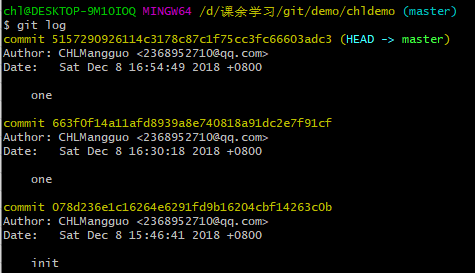 chl@DESKTOP-9M1OIOQ MINGW64 /d/课余学习/git/demo/chldemo (master)
$ git log
commit 5157290926114c3178c87c1f75cc3fc66603adc3 (HEAD -> master)
Author: CHLMangguo <2368952710@qq.com>
Date:   Sat Dec 8 16:54:49 2018 +0800
    one
commit 663f0f14a11afd8939a8e740818a91dc2e7f91cf
Author: CHLMangguo <2368952710@qq.com>
Date:   Sat Dec 8 16:30:18 2018 +0800
    one
commit 078d236e1c16264e6291fd9b16204cbf14263c0b
Author: CHLMangguo <2368952710@qq.com>
Date:   Sat Dec 8 15:46:41 2018 +0800
    init